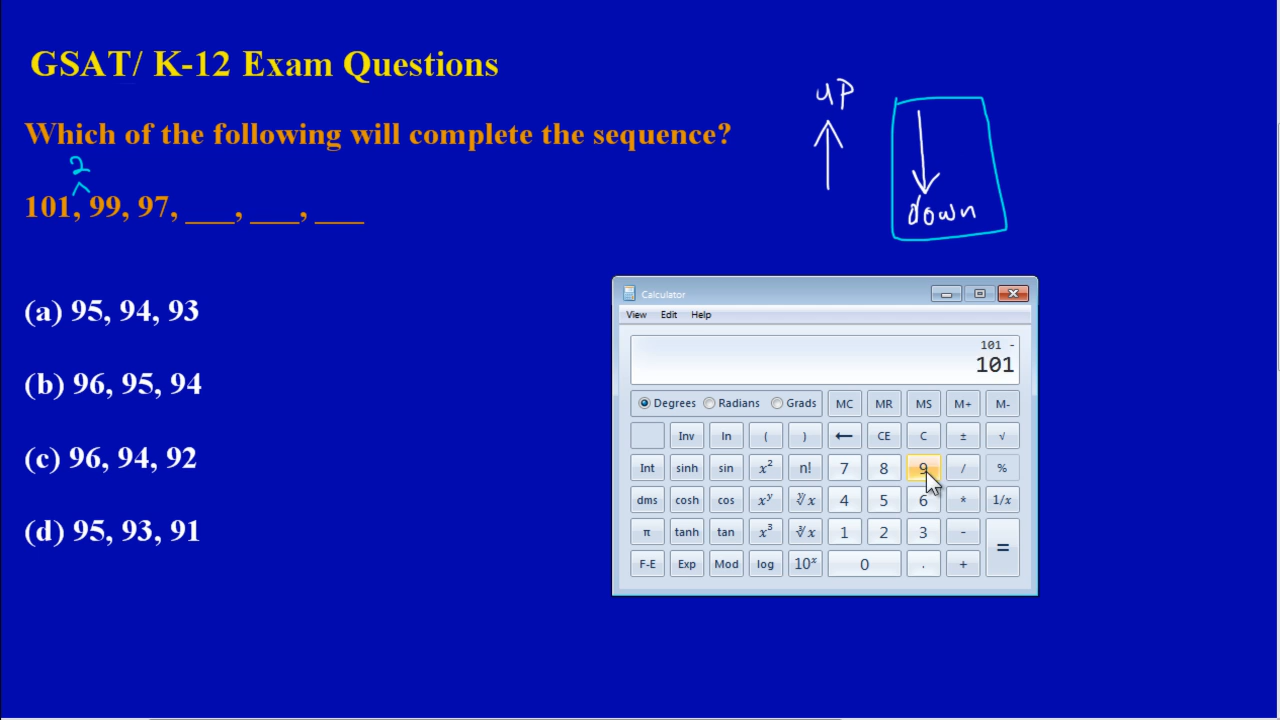 GSAT/ K-12 Exam Questions
up
Which of the following will complete the sequence?
2
101, 99, 97, ___, ___, ___
down
(a) 95, 94, 93
(b) 96, 95, 94
(c) 96, 94, 92
(d) 95, 93, 91
Calculator
View Edit Help
101 -
101
Degrees Radians Grads MC MR MS M+ M-
Inv ln ( ) ← CE C ± √
Int sinh sin x² n! 7 8 9 / %
dms cosh cos xʸ ʸ√x 4 5 6 * 1/x
π tanh tan x³ ³√x 1 2 3 - =
F-E Exp Mod log 10ˣ 0 . +